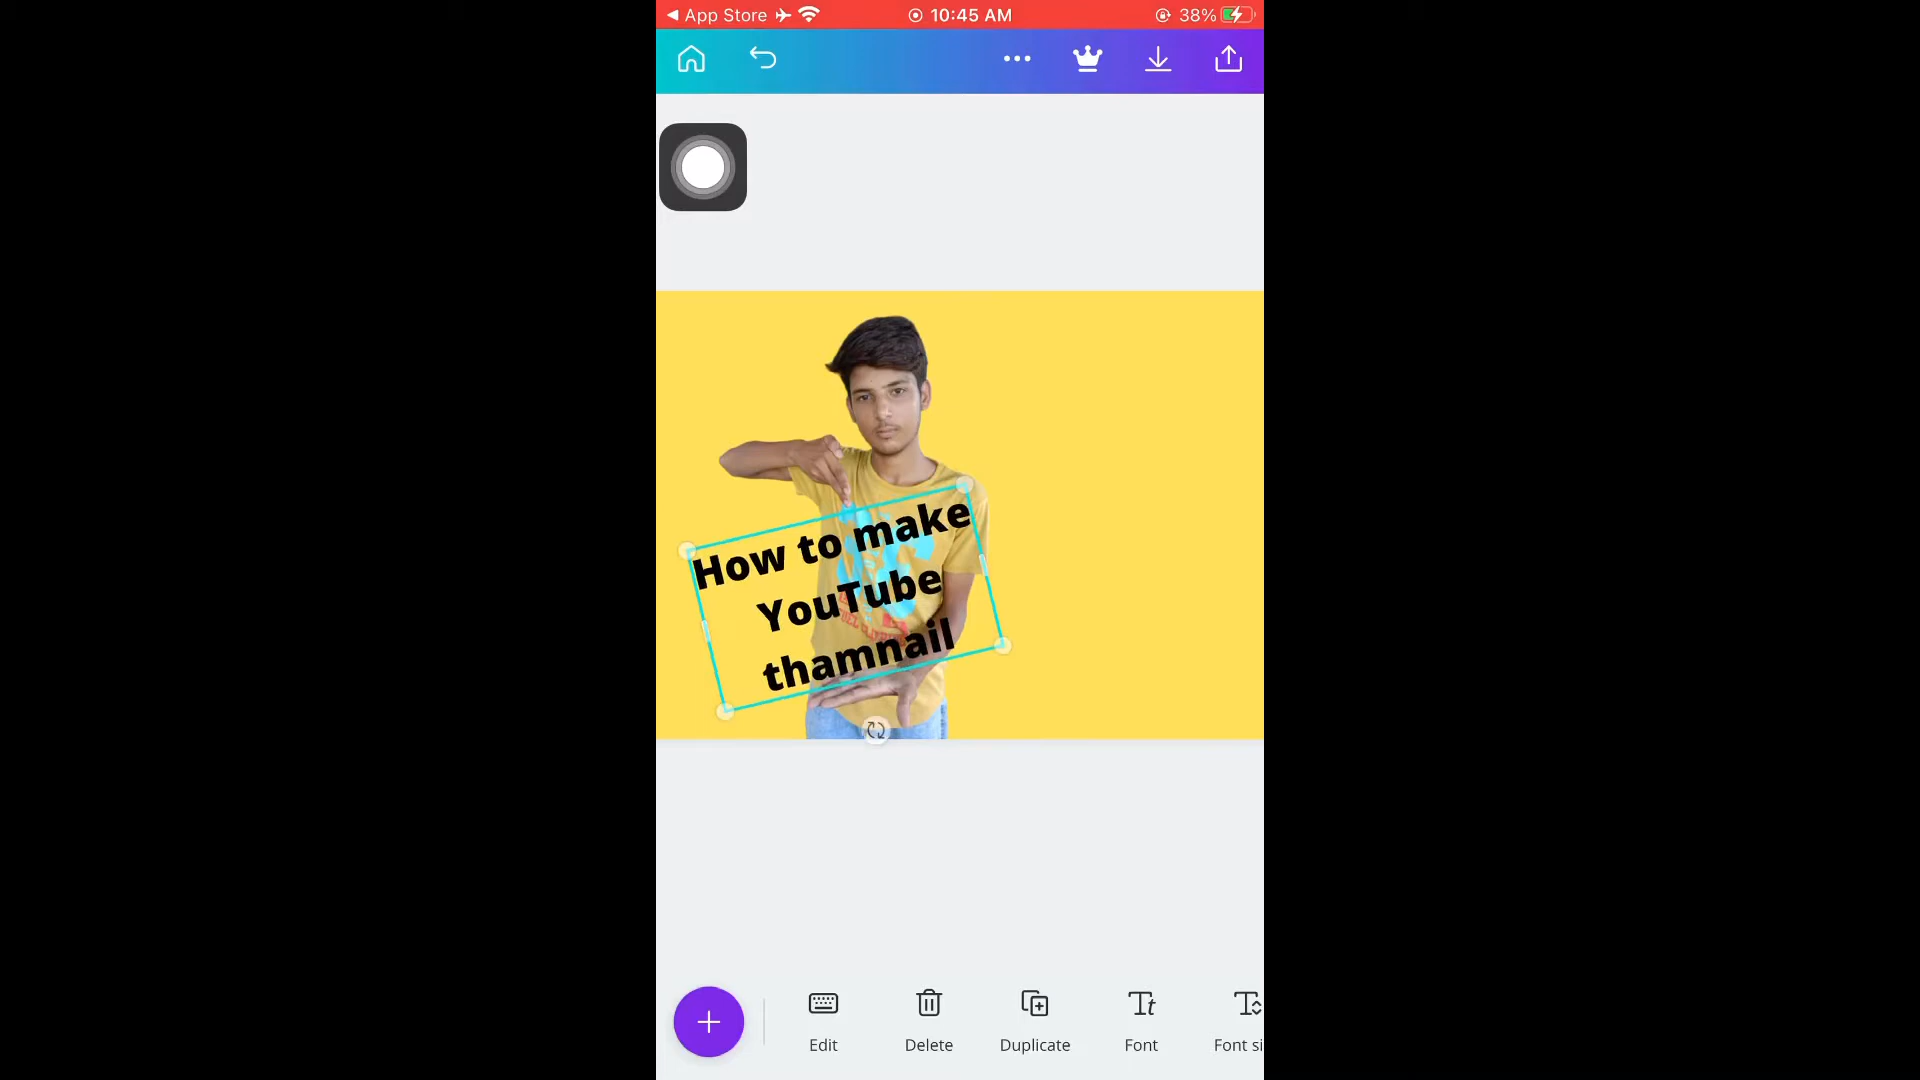 App Store
10:45 AM
38%
How to make
YouTube
thamnail
Edit
Delete
Duplicate
Font
Font si